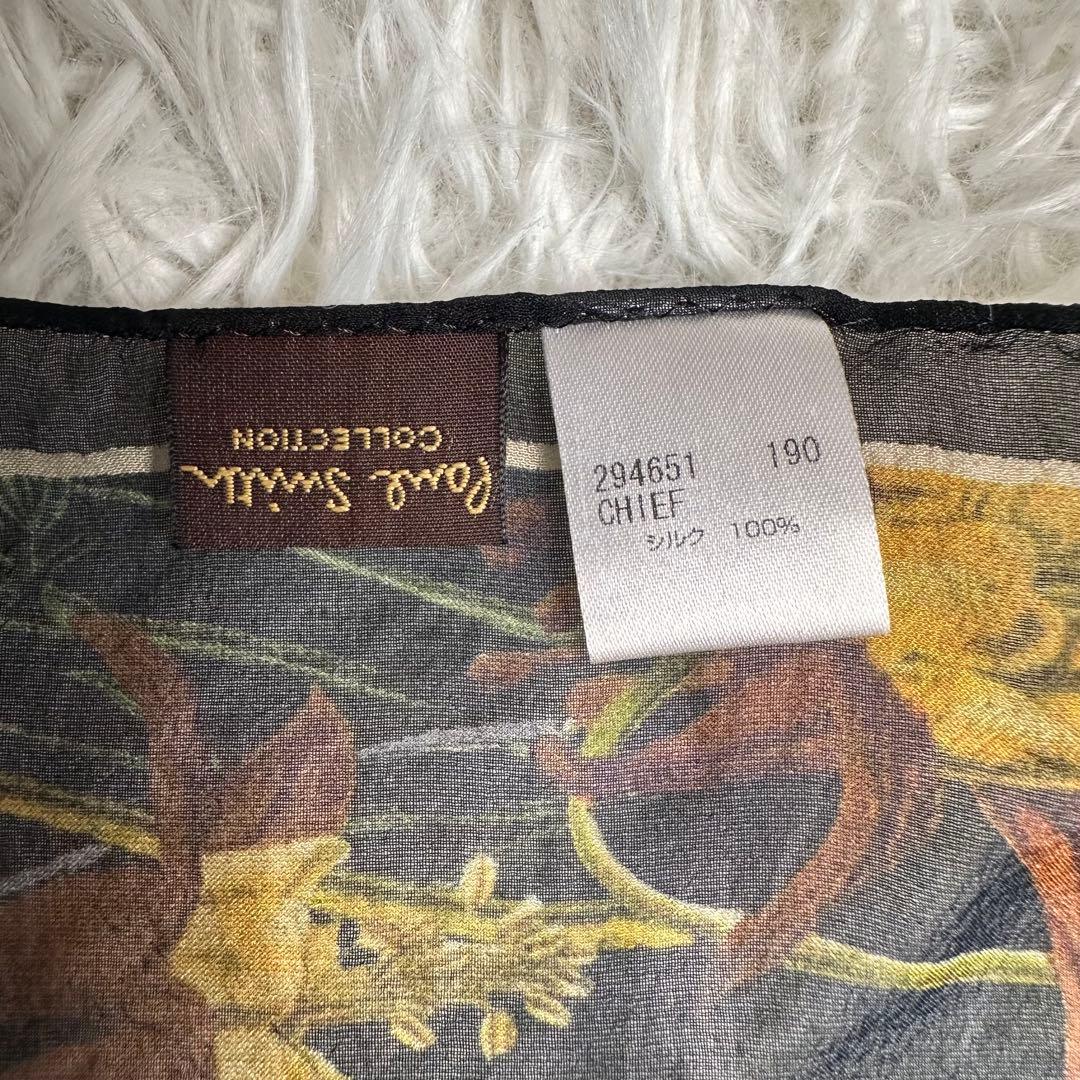 Paul Smith
COLLECTION
294651 190
CHIEF
シルク 100%